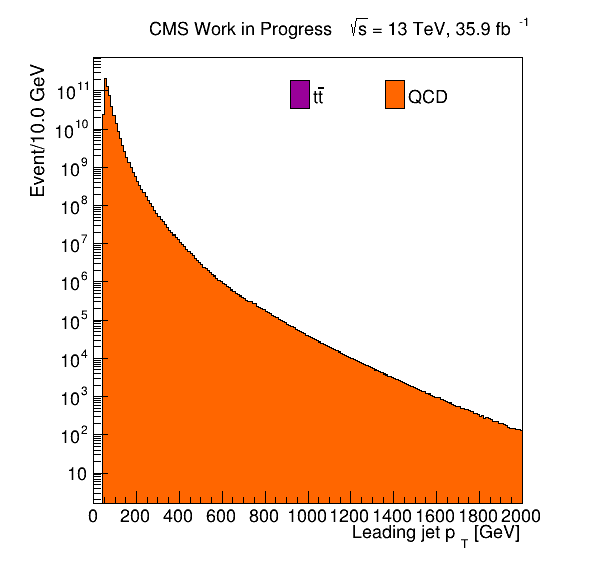 CMS Work in Progress √s = 13 TeV, 35.9 fb⁻¹
Event/10.0 GeV
tt̄
QCD
10¹¹
10¹⁰
10⁹
10⁸
10⁷
10⁶
10⁵
10⁴
10³
10²
10
0 200 400 600 800 1000 1200 1400 1600 1800 2000
Leading jet p_T [GeV]